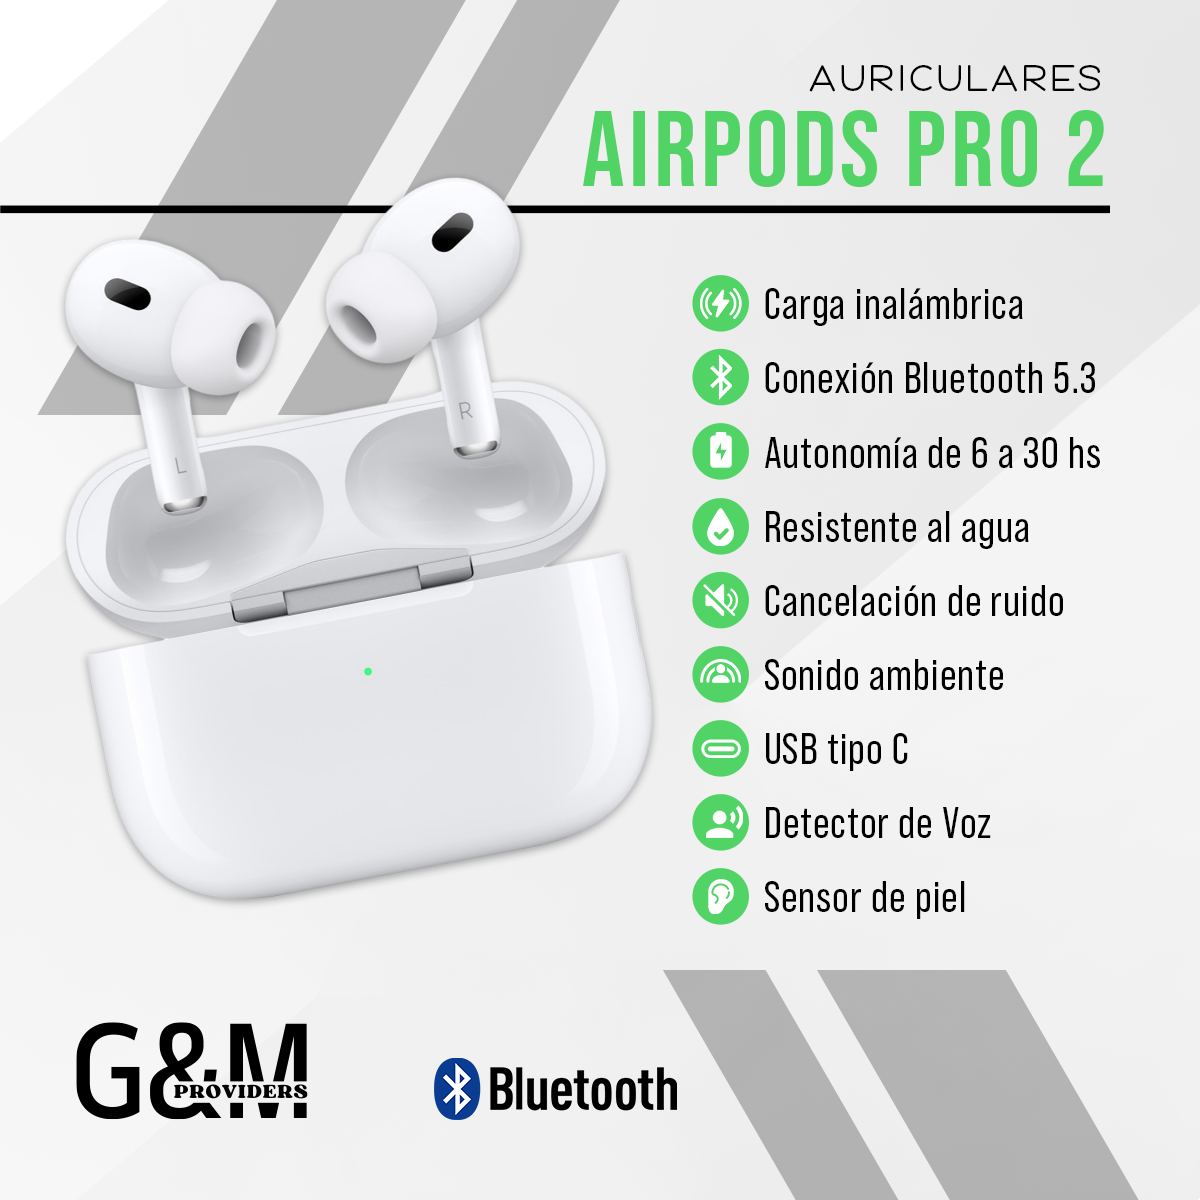 AURICULARES
AIRPODS PRO 2
Carga inalámbrica
Conexión Bluetooth 5.3
Autonomía de 6 a 30 hs
Resistente al agua
Cancelación de ruido
Sonido ambiente
USB tipo C
Detector de Voz
Sensor de piel
L
R
G&M
PROVIDERS
Bluetooth